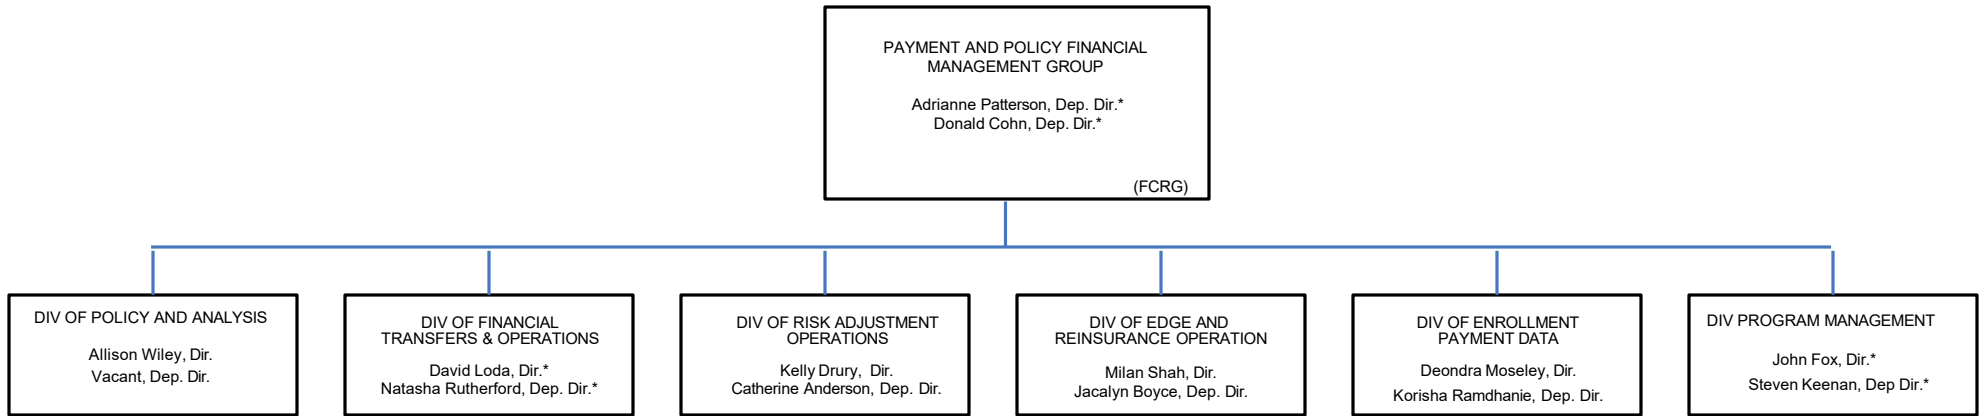 PAYMENT AND POLICY FINANCIAL
MANAGEMENT GROUP
Adrianne Patterson, Dep. Dir.*
Donald Cohn, Dep. Dir.*
(FCRG)
DIV OF POLICY AND ANALYSIS
Allison Wiley, Dir.
Vacant, Dep. Dir.
DIV OF FINANCIAL
TRANSFERS & OPERATIONS
David Loda, Dir.*
Natasha Rutherford, Dep. Dir.*
DIV OF RISK ADJUSTMENT
OPERATIONS
Kelly Drury, Dir.
Catherine Anderson, Dep. Dir.
DIV OF EDGE AND
REINSURANCE OPERATION
Milan Shah, Dir.
Jacalyn Boyce, Dep. Dir.
DIV OF ENROLLMENT
PAYMENT DATA
Deondra Moseley, Dir.
Korisha Ramdhanie, Dep. Dir.
DIV PROGRAM MANAGEMENT
John Fox, Dir.*
Steven Keenan, Dep Dir.*